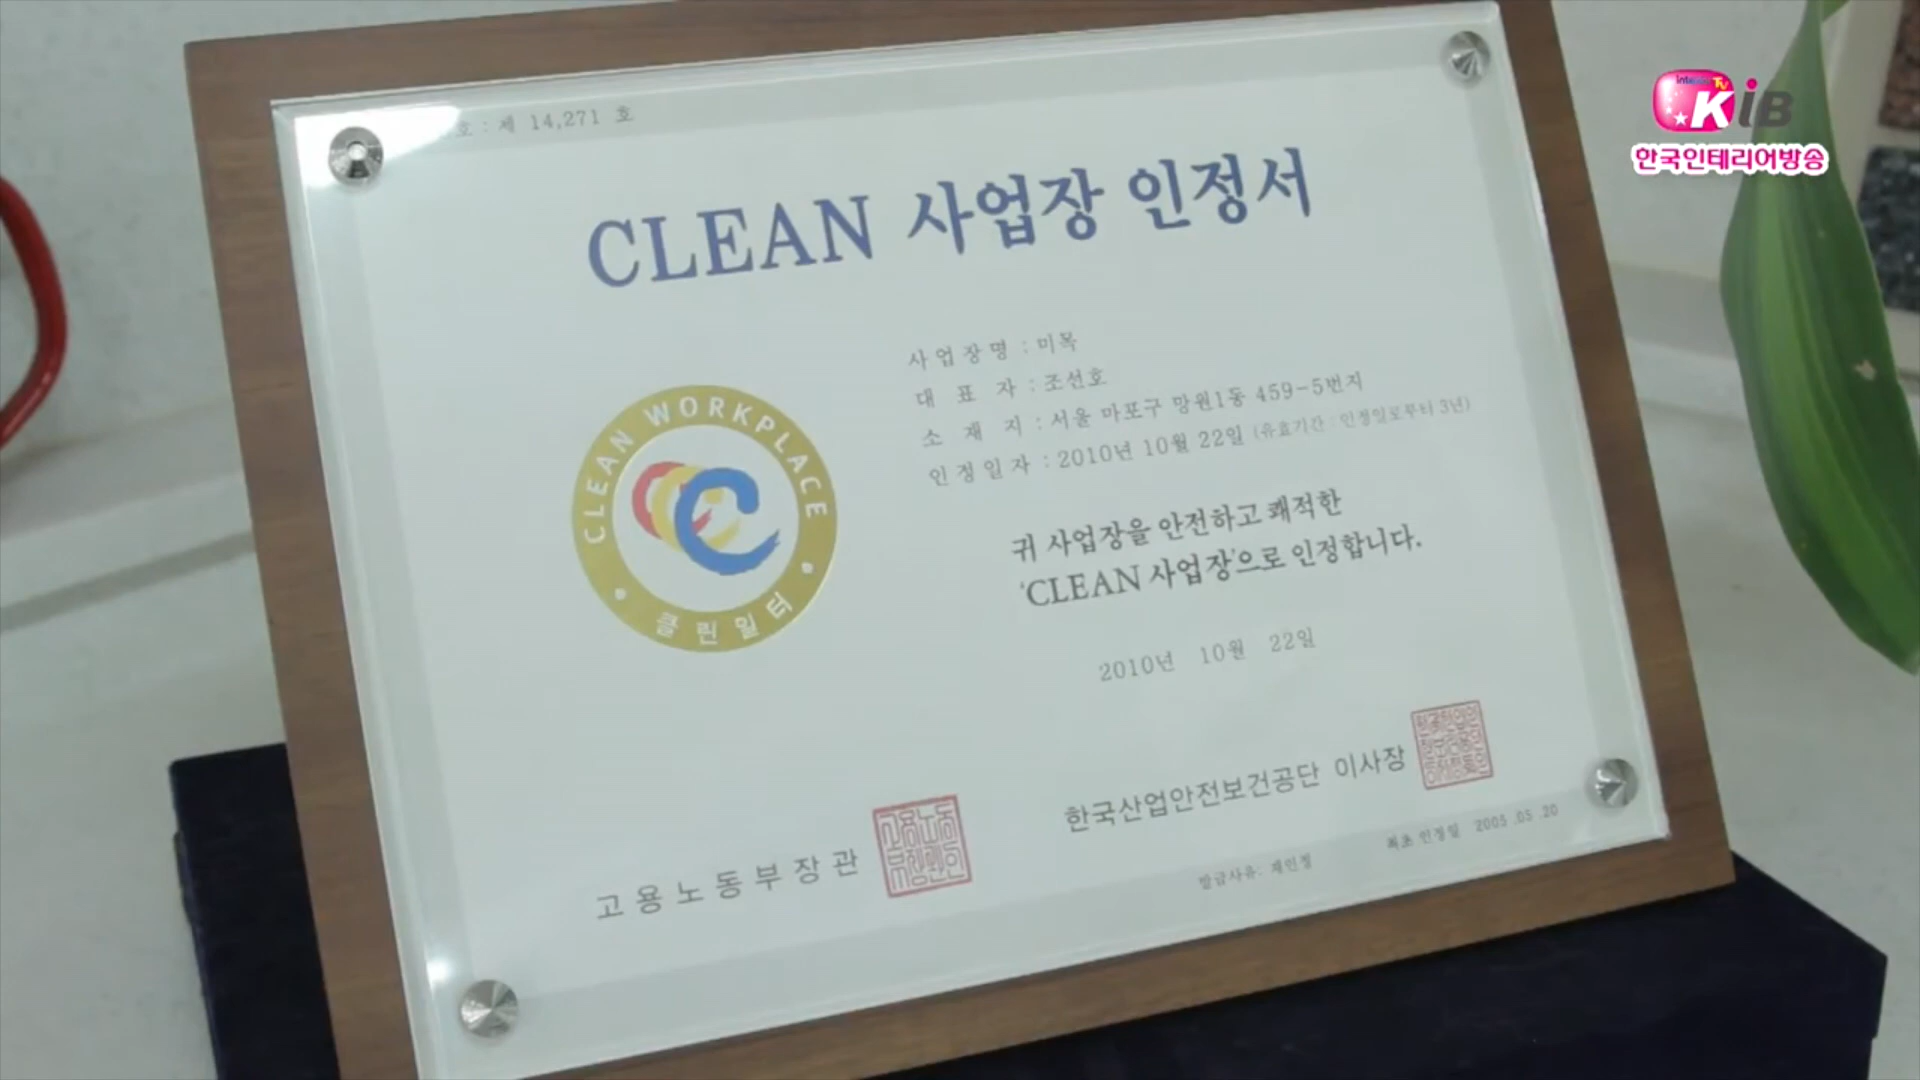 호 : 제 14,271 호
KiB
한국인테리어방송
CLEAN 사업장 인정서
사 업 장 명 : 미목
대 표 자 : 조선호
소 재 지 : 서울 마포구 망원1동 459-5번지
인 정 일 자 : 2010년 10월 22일 (유효기간 : 인정일로부터 3년)
CLEAN WORKPLACE
클린일터
귀 사업장을 안전하고 쾌적한
'CLEAN 사업장'으로 인정합니다.
2010년 10월 22일
한국산업안전보건공단 이사장
고 용 노 동 부 장 관
발급사유: 재인정
최초 인정일 2005 .05 .20